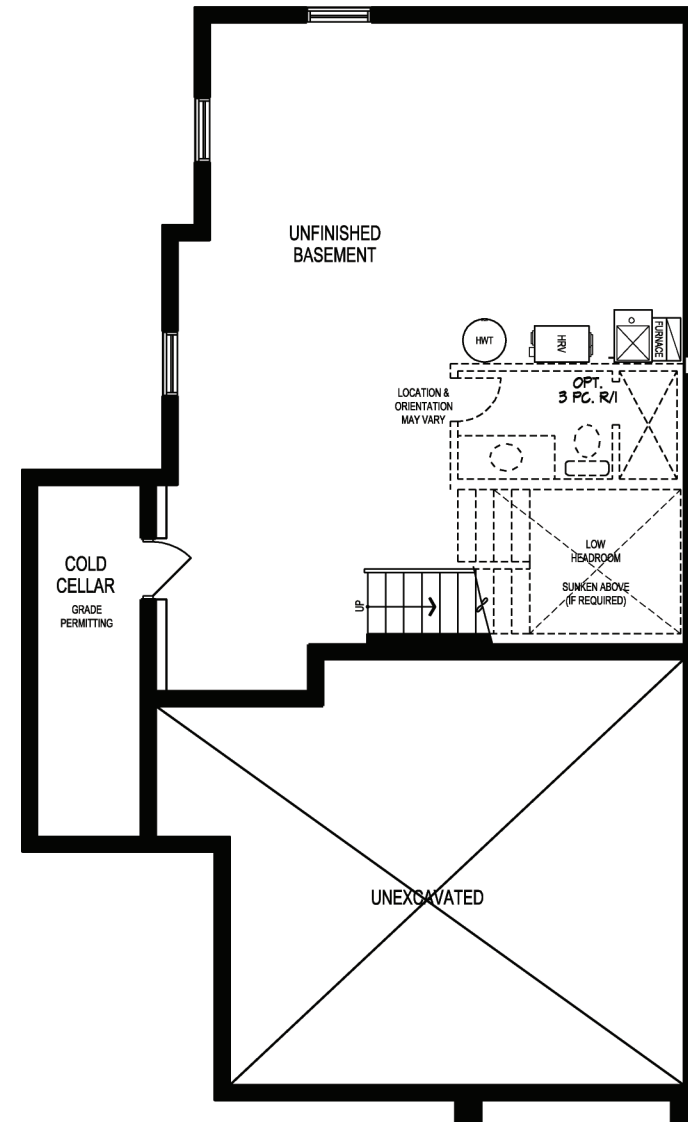 UNFINISHED
BASEMENT
HWT
HRV
FURNACE
LOCATION &
ORIENTATION
MAY VARY
OPT.
3 PC. R/I
COLD
CELLAR
GRADE
PERMITTING
LOW
HEADROOM
SUNKEN ABOVE
(IF REQUIRED)
UP
UNEXCAVATED